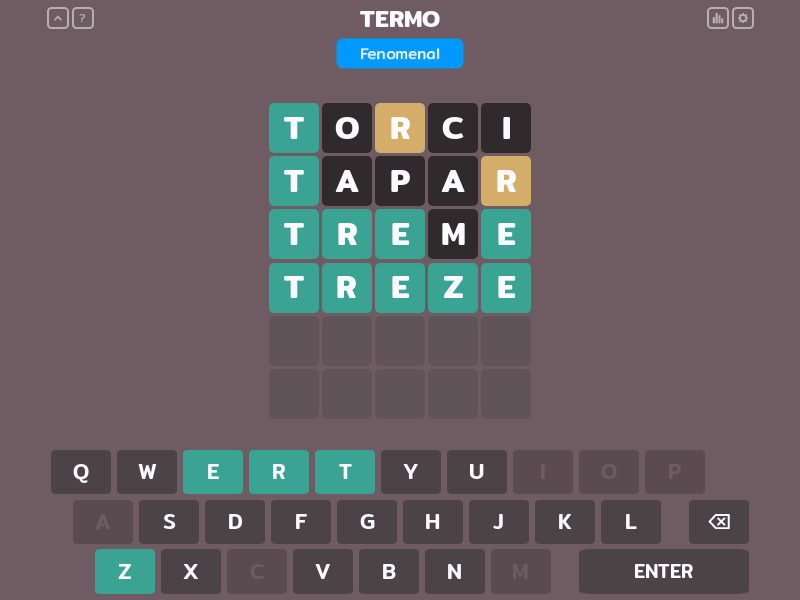 ?
TERMO
Fenomenal
TORCI
TAPAR
TREME
TREZE
QWERTYUIOP
ASDFGHJKL
ZXCVBNM ENTER